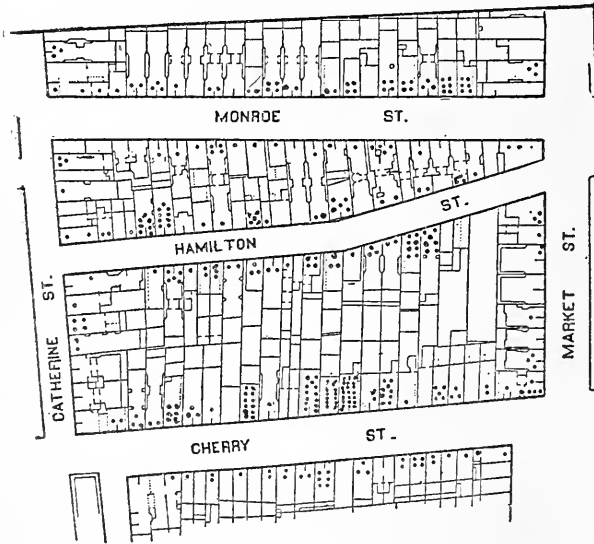 MONROE ST.
HAMILTON ST.
CATHERINE ST.
MARKET ST.
CHERRY ST.